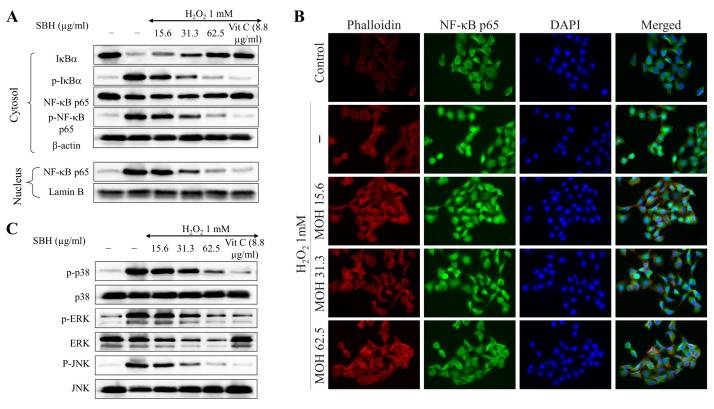 A
SBH (μg/ml)
H₂O₂ 1 mM
– – 15.6 31.3 62.5 Vit C (8.8 μg/ml)
Cytosol
IκBα
p-IκBα
NF-κB p65
p-NF-κB
p65
β-actin
Nucleus
NF-κB p65
Lamin B
B
Phalloidin NF-κB p65 DAPI Merged
Control
H₂O₂ 1mM
–
MOH 15.6
MOH 31.3
MOH 62.5
C
SBH (μg/ml)
H₂O₂ 1 mM
– – 15.6 31.3 62.5 Vit C (8.8 μg/ml)
p-p38
p38
p-ERK
ERK
P-JNK
JNK